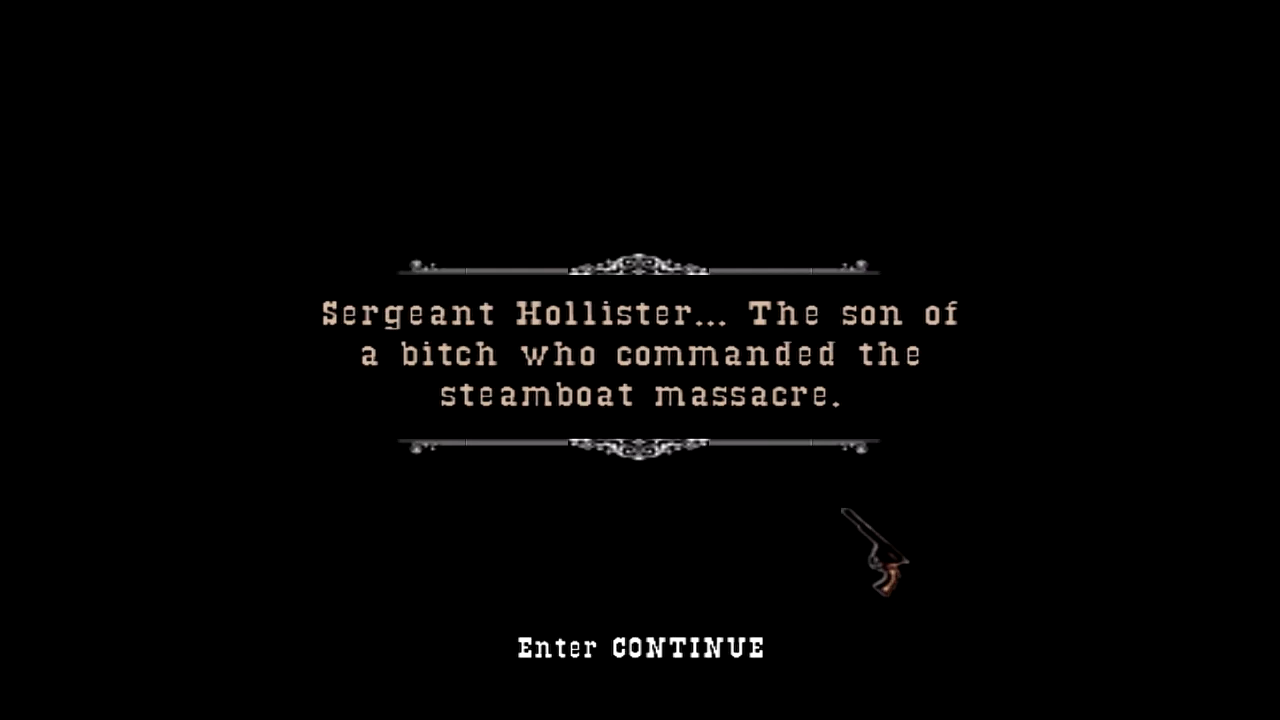 Sergeant Hollister... The son of
a bitch who commanded the
steamboat massacre.
Enter CONTINUE